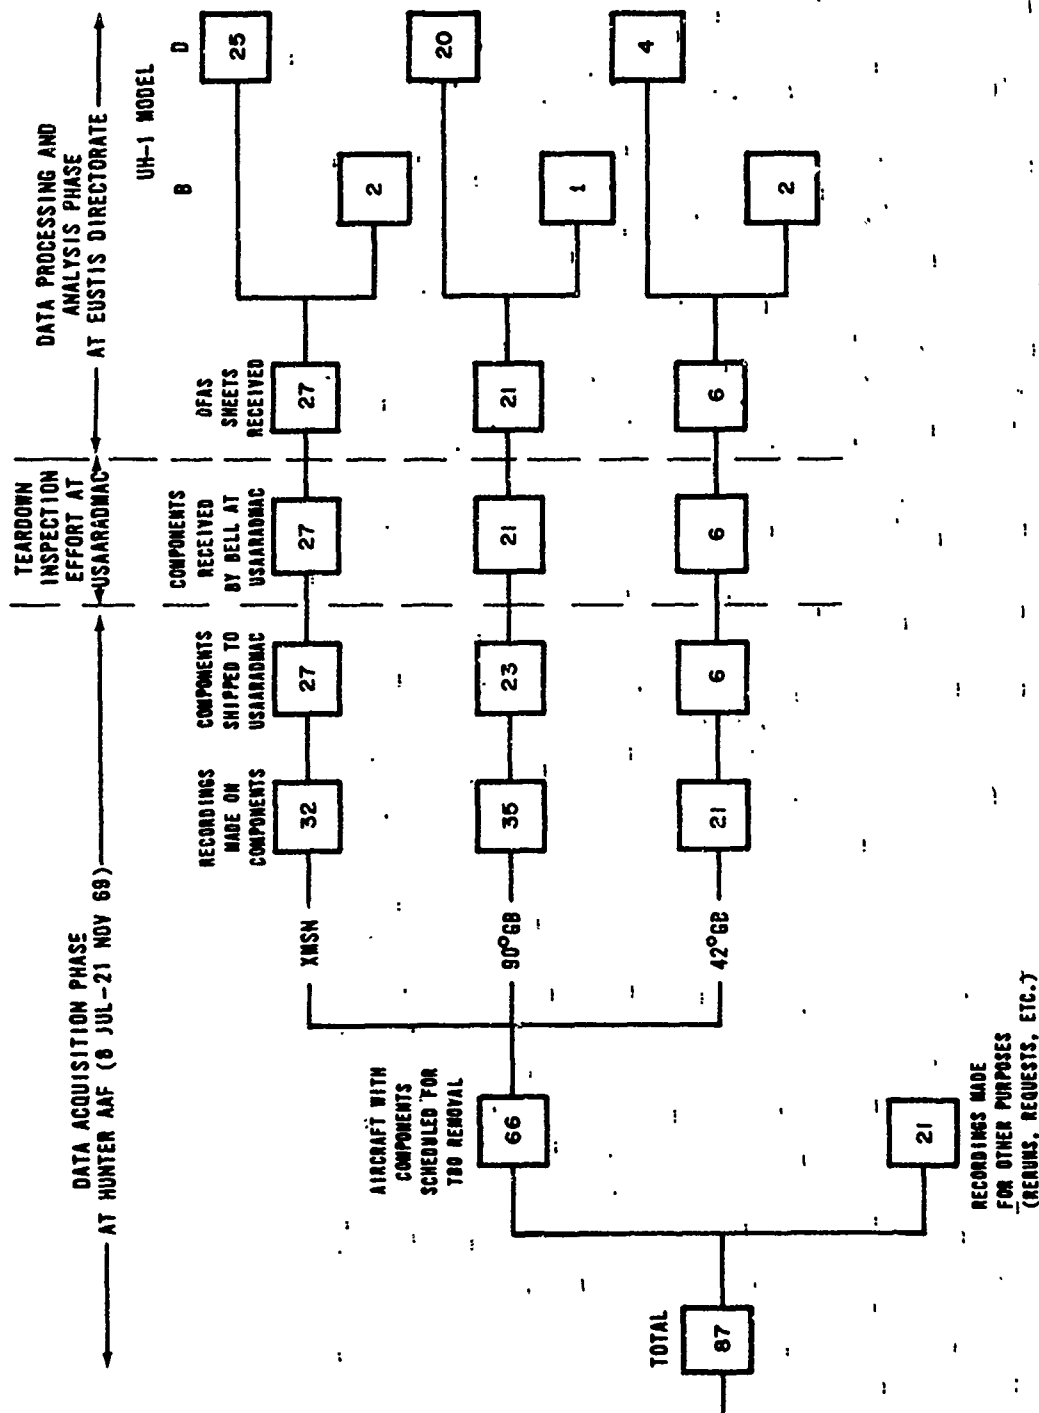 DATA ACQUISITION PHASE
AT HUNTER AAF (8 JUL-21 NOV 69)
TEARDOWN
INSPECTION
EFFORT AT
USAARADMAC
DATA PROCESSING AND
ANALYSIS PHASE
AT EUSTIS DIRECTORATE
TOTAL
87
AIRCRAFT WITH
COMPONENTS
SCHEDULED FOR
TBO REMOVAL
66
21
RECORDINGS MADE
FOR OTHER PURPOSES
(RERUNS, REQUESTS, ETC.)
RECORDINGS
MADE ON
COMPONENTS
COMPONENTS
SHIPPED TO
USAARADMAC
COMPONENTS
RECEIVED
BY BELL AT
USAARADMAC
DFAS
SHEETS
RECEIVED
UH-1 MODEL
B
D
XMSN
32
27
27
27
2
25
90°GB
35
23
21
21
1
20
42°GB
21
6
6
6
2
4